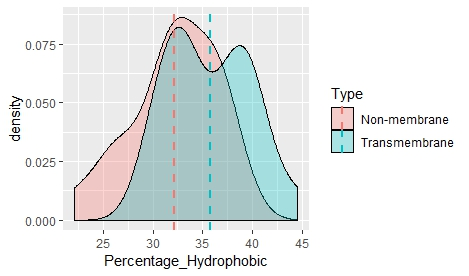 density
0.075
0.050
0.025
0.000
25
30
35
40
45
Percentage_Hydrophobic
Type
Non-membrane
Transmembrane